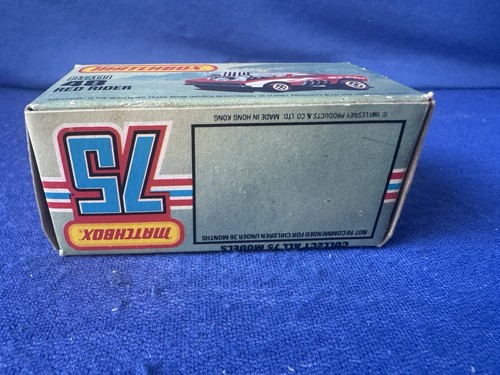 MATCHBOX
48
RED RIDER
© 1981 LESNEY PRODUCTS & CO LTD MADE IN HONG KONG
75
MATCHBOX
NOT RECOMMENDED FOR CHILDREN UNDER 36 MONTHS
COLLECT ALL 75 MODELS